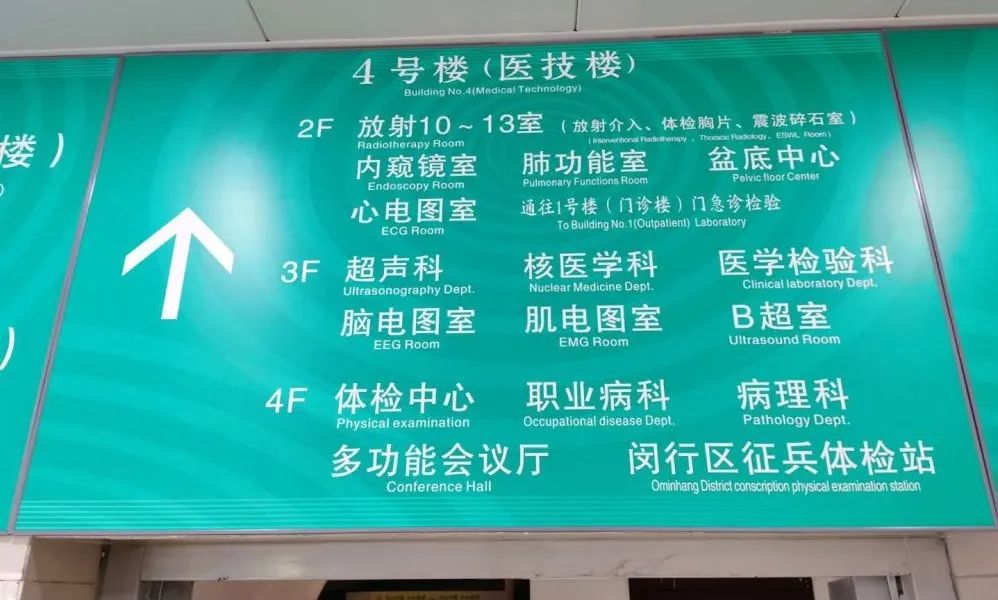 4号楼（医技楼）
Building No.4(Medical Technology)
2F 放射10～13室 （放射介入、体检胸片、震波碎石室）
Radiotherapy Room （Interventional Radiotherapy 、Thoracic Radiology、ESWL Room）
内窥镜室 肺功能室 盆底中心
Endoscopy Room Pulmonary Functions Room Pelvic floor Center
心电图室 通往1号楼（门诊楼）门急诊检验
ECG Room To Building No.1(Outpatient) Laboratory
3F 超声科 核医学科 医学检验科
Ultrasonography Dept. Nuclear Medicine Dept. Clinical laboratory Dept.
脑电图室 肌电图室 B超室
EEG Room EMG Room Ultrasound Room
4F 体检中心 职业病科 病理科
Physical examination Occupational disease Dept. Pathology Dept.
多功能会议厅 闵行区征兵体检站
Conference Hall Ominhang District conscription physical examination station
楼）
）
）